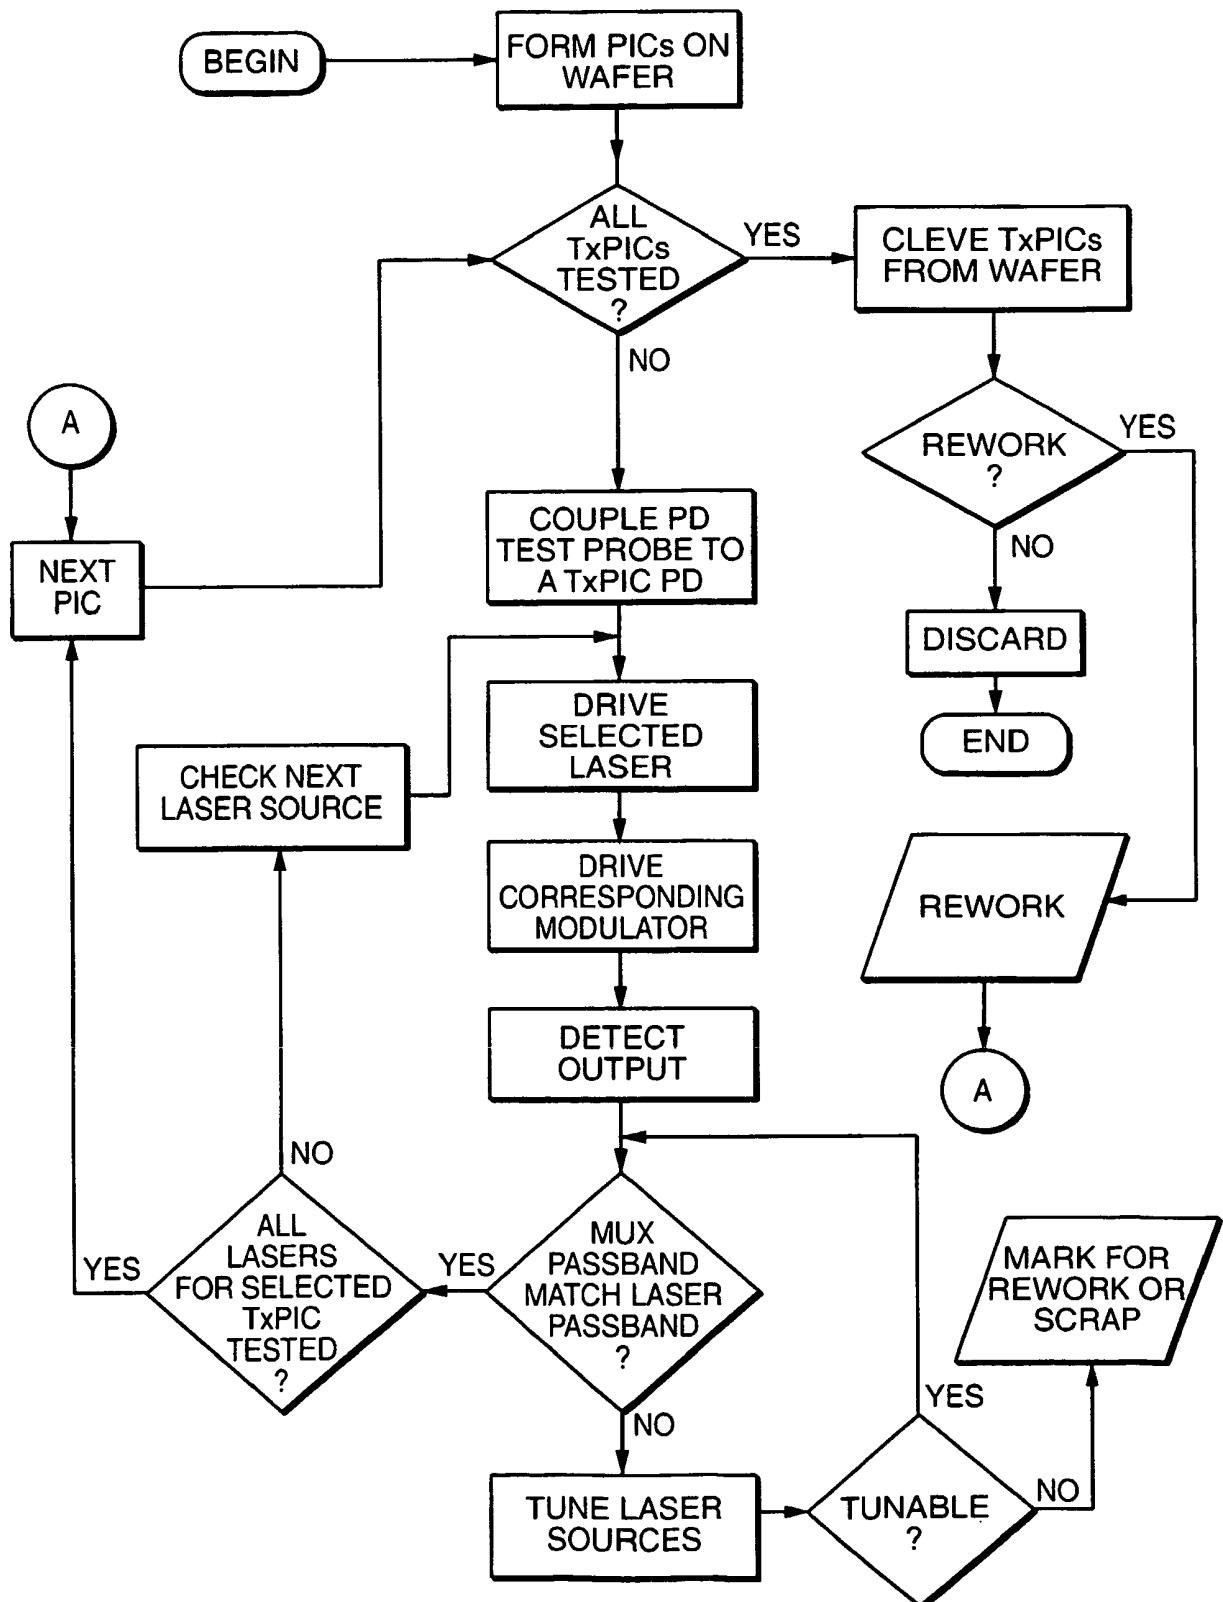 BEGIN
FORM PICs ON
WAFER
ALL
TxPICs
TESTED
?
YES
CLEVE TxPICs
FROM WAFER
NO
A
REWORK
?
YES
NO
COUPLE PD
TEST PROBE TO
A TxPIC PD
NEXT
PIC
DISCARD
DRIVE
SELECTED
LASER
END
CHECK NEXT
LASER SOURCE
DRIVE
CORRESPONDING
MODULATOR
REWORK
DETECT
OUTPUT
A
NO
ALL
LASERS
FOR SELECTED
TxPIC
TESTED
?
YES
YES
MUX
PASSBAND
MATCH LASER
PASSBAND
?
MARK FOR
REWORK OR
SCRAP
NO
YES
TUNE LASER
SOURCES
TUNABLE
?
NO